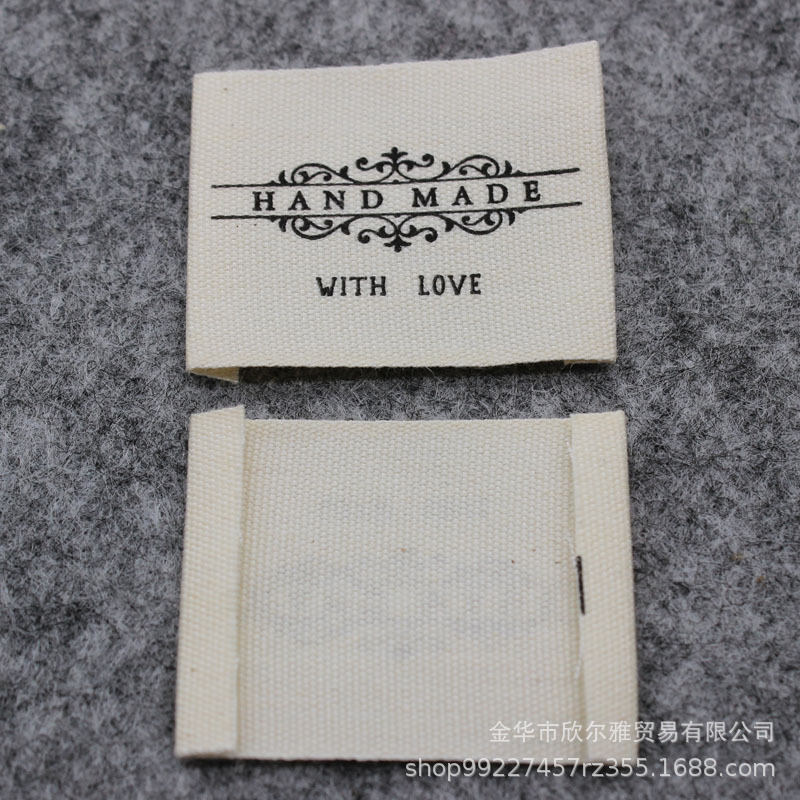 HAND MADE
WITH LOVE
金华市欣尔雅贸易有限公司
shop99227457rz355.1688.com